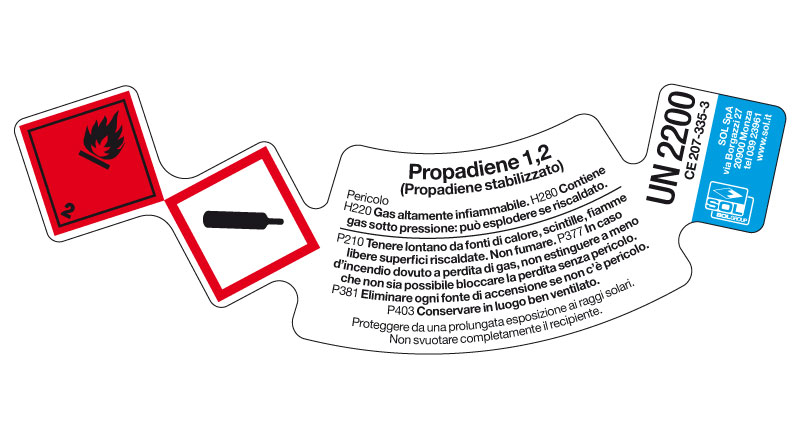 2
Propadiene 1,2
(Propadiene stabilizzato)
Pericolo
H220 Gas altamente infiammabile. H280 Contiene
gas sotto pressione: può esplodere se riscaldato.
P210 Tenere lontano da fonti di calore, scintille, fiamme
libere superfici riscaldate. Non fumare. P377 In caso
d'incendio dovuto a perdita di gas, non estinguere a meno
che non sia possibile bloccare la perdita senza pericolo.
P381 Eliminare ogni fonte di accensione se non c'è pericolo.
P403 Conservare in luogo ben ventilato.
Proteggere da una prolungata esposizione ai raggi solari.
Non svuotare completamente il recipiente.
UN 2200
CE 207-335-3
SOL SpA
via Borgazzi 27
20900 Monza
tel 039 23961
www.sol.it
SOL
SOLGROUP